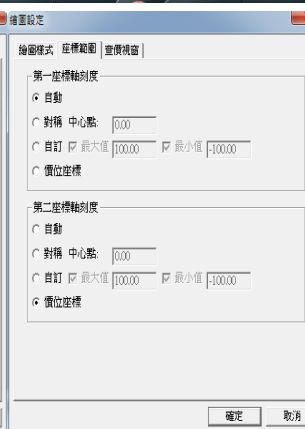 繪圖設定
繪圖樣式 座標範圍 壹價視窗
第一座標軸刻度
自動
對稱 中心點: 0.00
自訂 最大值 100.00 最小值 -100.00
價位座標
第二座標軸刻度
自動
對稱 中心點: 0.00
自訂 最大值 100.00 最小值 -100.00
價位座標
確定 取消